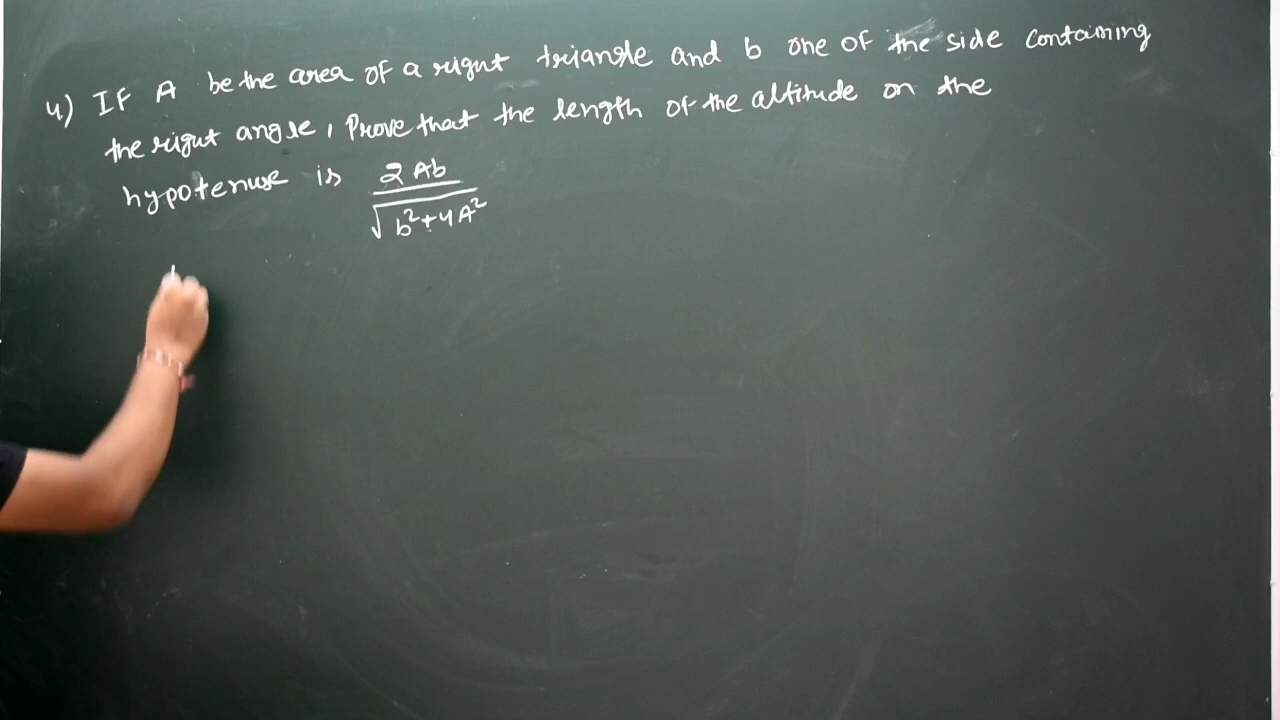 4) IF A be the area of a right triangle and b one of the side containing
the right angle, Prove that the length of the altitude on the
hypotenuse is 2Ab/√(b²+4A²)